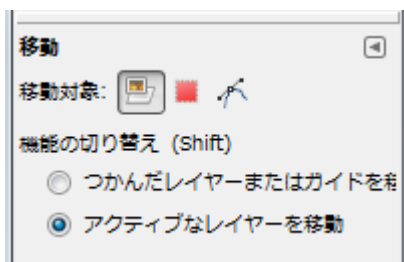 移動
移動対象:
機能の切り替え (Shift)
つかんだレイヤーまたはガイドを移
アクティブなレイヤーを移動